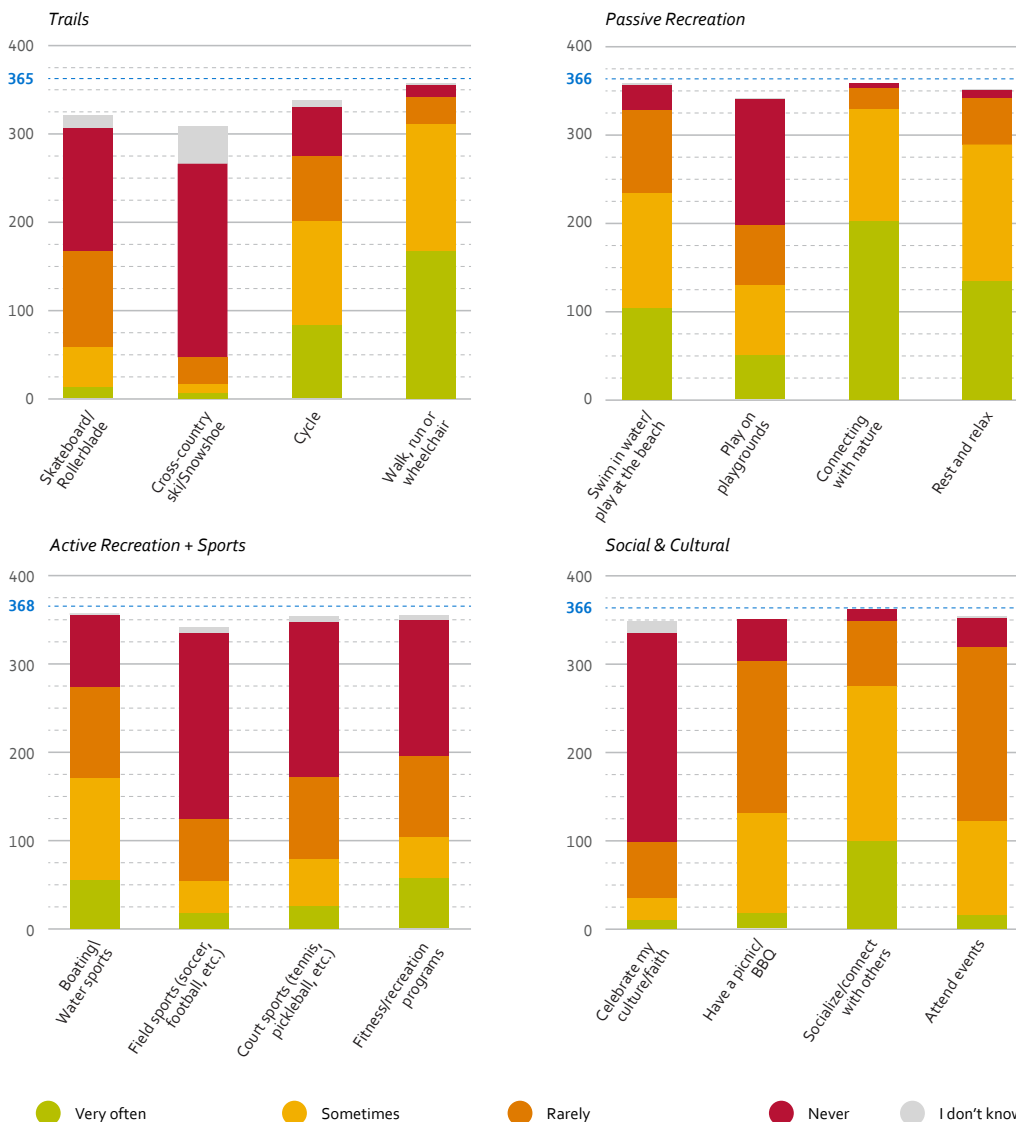 Trails
400
365
300
200
100
0
Skateboard/
Rollerblade
Cross-country
ski/Snowshoe
Cycle
Walk, run or
wheelchair
Passive Recreation
400
366
300
200
100
0
Swim in water/
play at the beach
Play on
playgrounds
Connecting
with nature
Rest and relax
Active Recreation + Sports
400
368
300
200
100
0
Boating\
Water sports
Field sports (soccer,
football, etc.)
Court sports (tennis,
pickleball, etc.)
Fitness/recreation
programs
Social & Cultural
400
366
300
200
100
0
Celebrate my
culture/faith
Have a picnic/
BBQ
Socialize/connect
with others
Attend events
Very often
Sometimes
Rarely
Never
I don't know